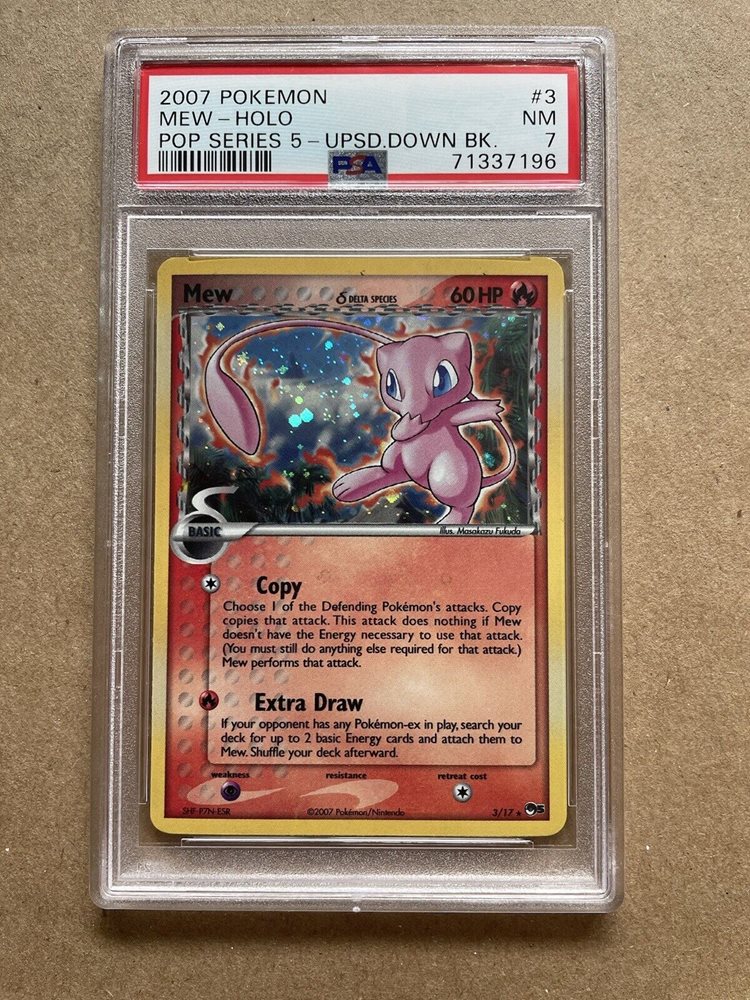 2007 POKEMON #3
MEW-HOLO NM
POP SERIES 5-UPSD.DOWN BK. 7
PSA 71337196
Mew δ DELTA SPECIES 60 HP
BASIC
Illus. Masakazu Fukuda
Copy
Choose 1 of the Defending Pokémon's attacks. Copy
copies that attack. This attack does nothing if Mew
doesn't have the Energy necessary to use that attack.
(You must still do anything else required for that attack.)
Mew performs that attack.
Extra Draw
If your opponent has any Pokémon-ex in play, search your
deck for up to 2 basic Energy cards and attach them to
Mew. Shuffle your deck afterward.
weakness resistance retreat cost
SHF-P7N-ESR ©2007 Pokémon/Nintendo 3/17 ★ 5